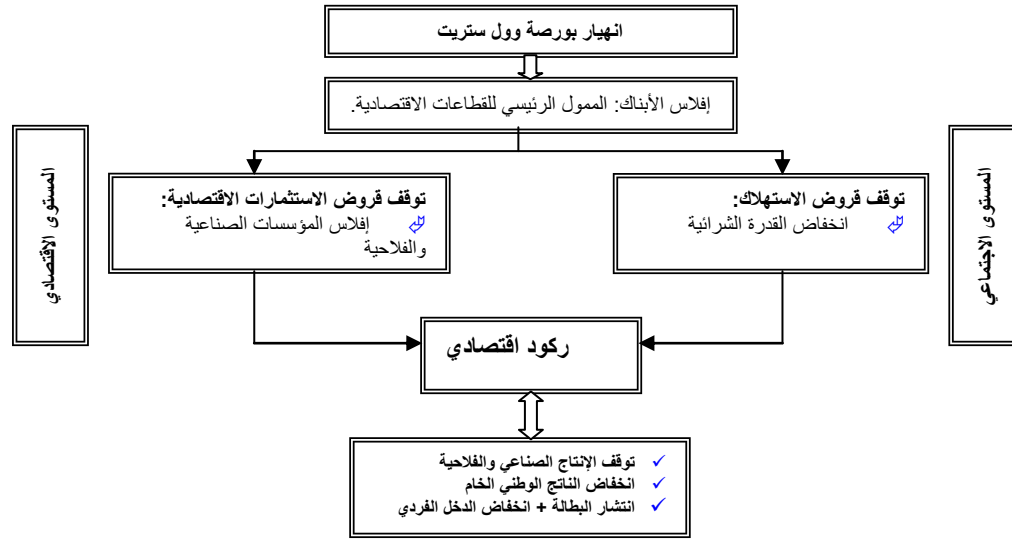 انهيار بورصة وول ستريت
إفلاس الأبناك: الممول الرئيسي للقطاعات الاقتصادية.
المستوى الاجتماعي
توقف قروض الاستهلاك:
انخفاض القدرة الشرائية
توقف قروض الاستثمارات الاقتصادية:
إفلاس المؤسسات الصناعية
والفلاحية
المستوى الاقتصادي
ركود اقتصادي
توقف الإنتاج الصناعي والفلاحية
انخفاض الناتج الوطني الخام
انتشار البطالة + انخفاض الدخل الفردي